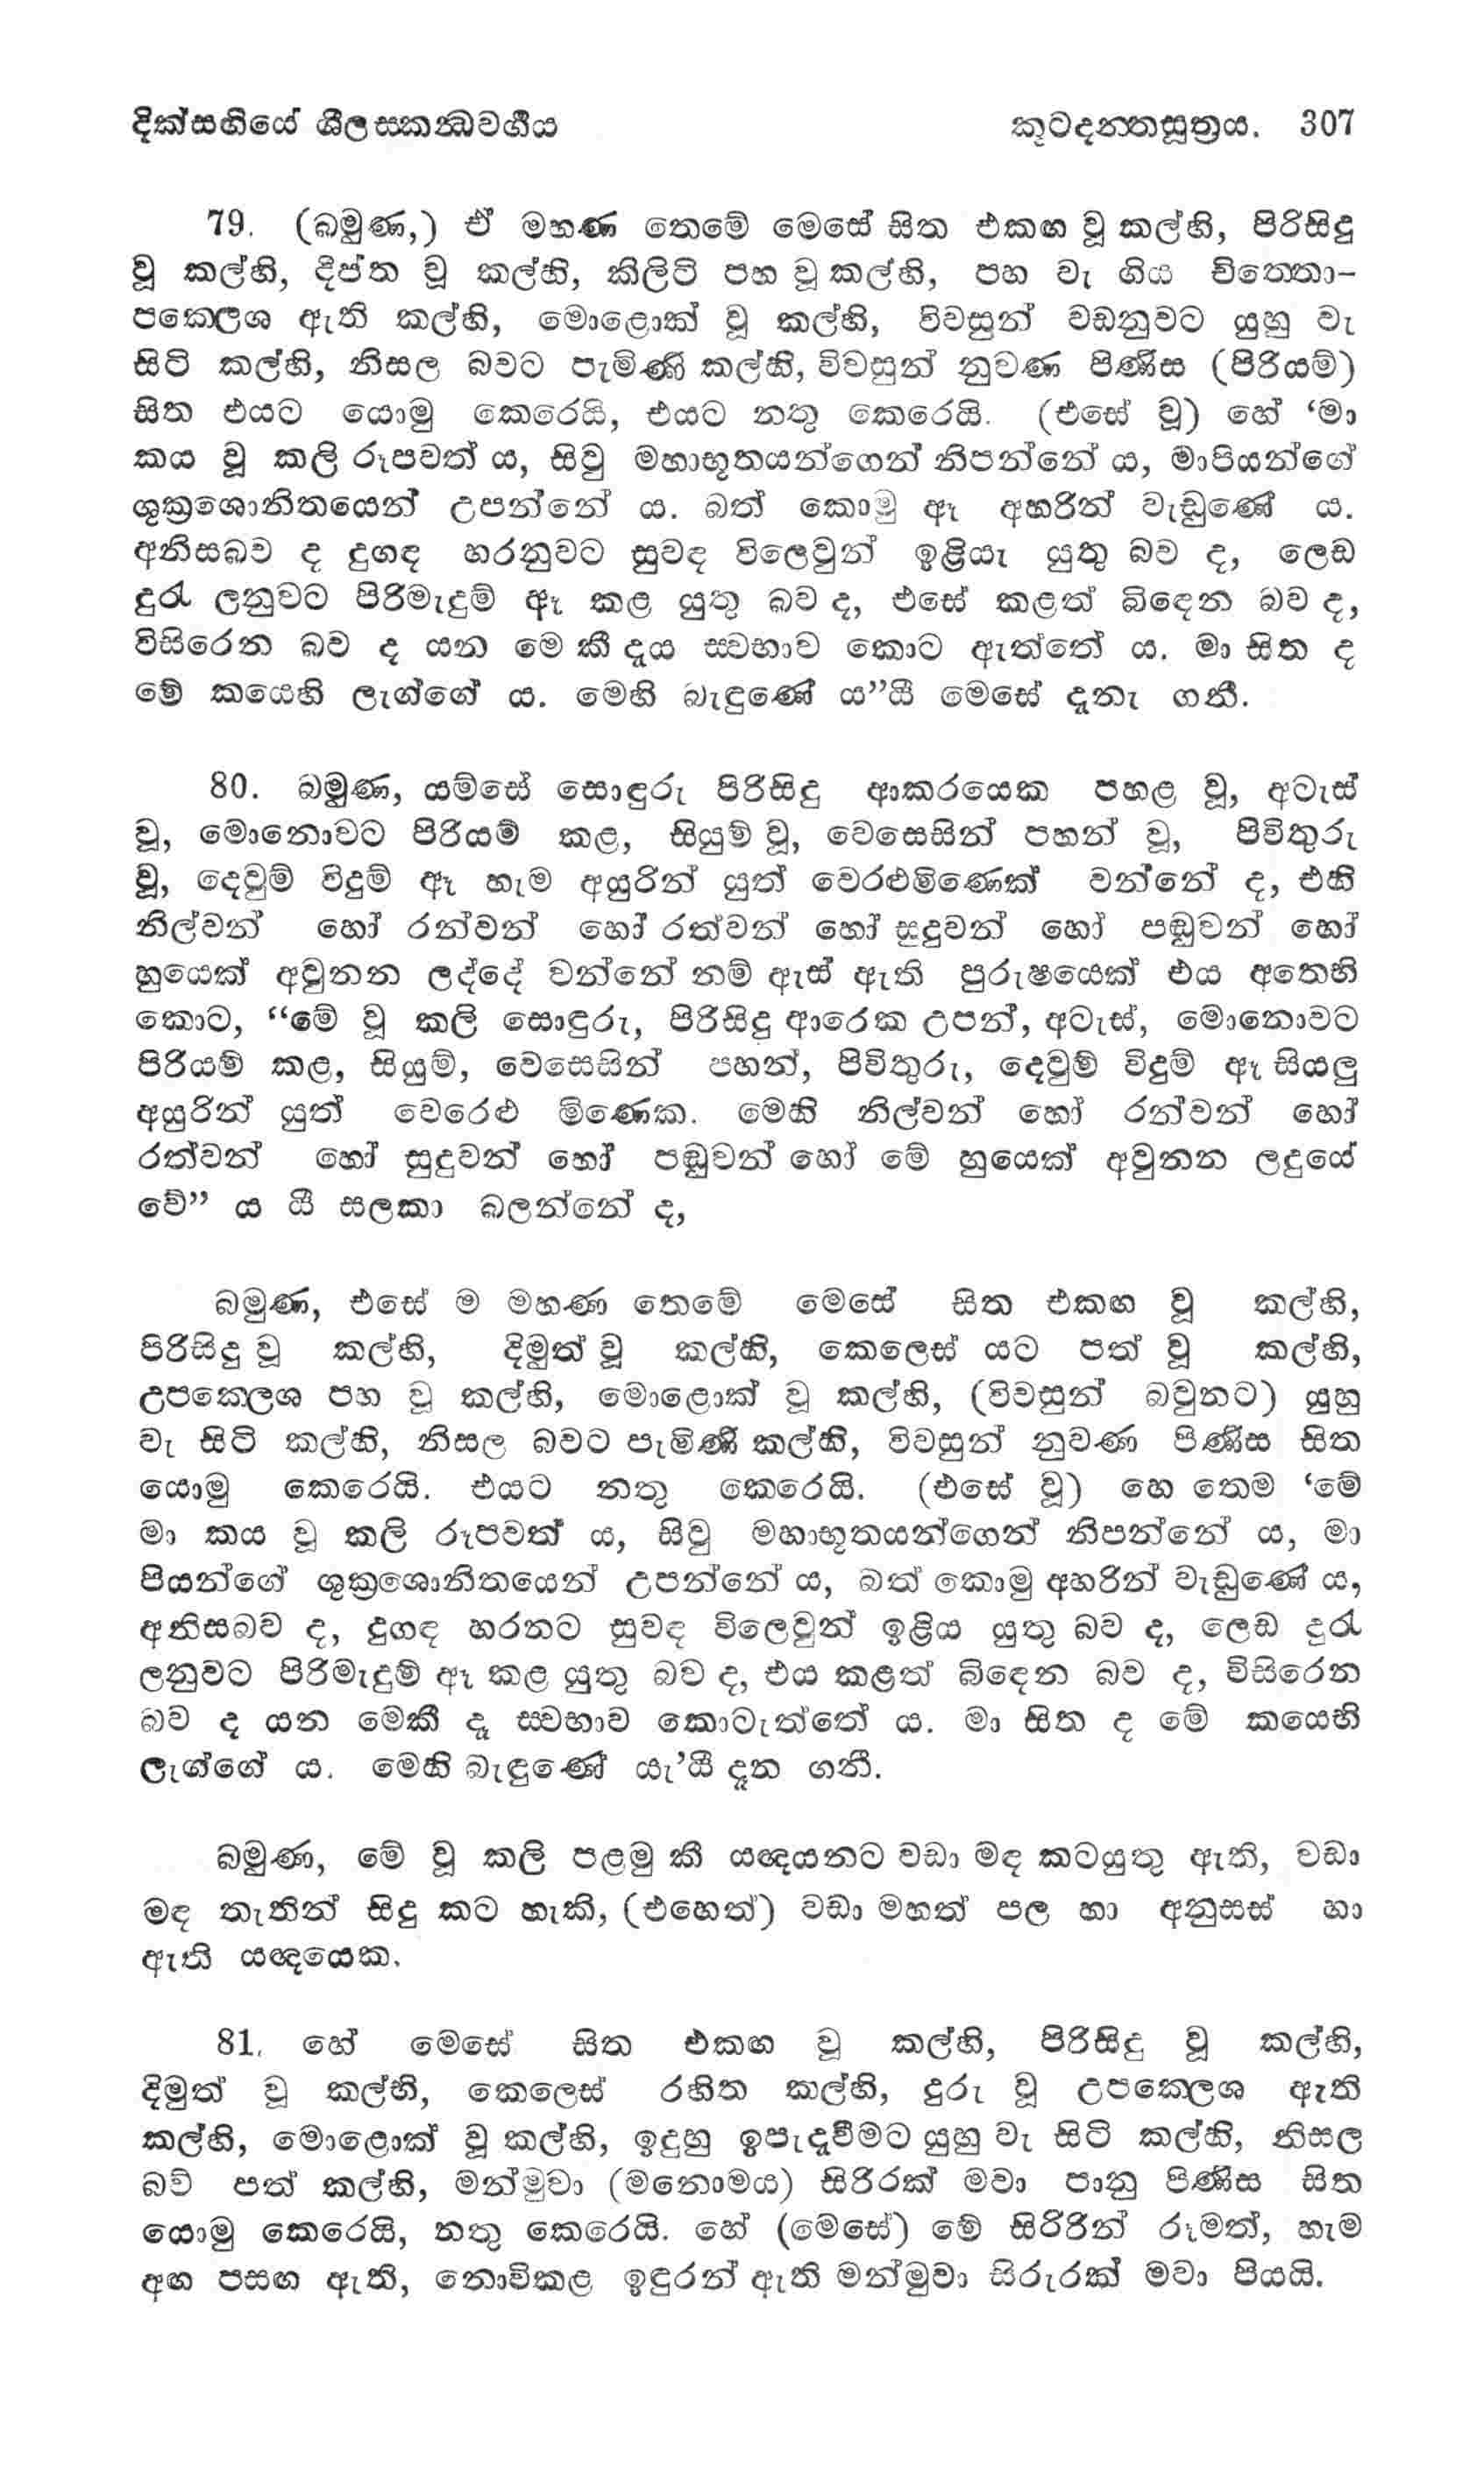 දික්සඟියේ ශීලස්කන්ධවර්ගය කූටදන්තසූත්‍රය. 307
79. (බමුණ,) ඒ මහණ තෙමේ මෙසේ සිත එකඟ වූ කල්හි, පිරිසිදු
වූ කල්හි, දීප්ත වූ කල්හි, කිලිටි පහ වූ කල්හි, පහ වැ ගිය චිත්තො-
පක්ලෙශ ඇති කල්හි, මොළොක් වූ කල්හි, විවසුන් වඩනුවට යුහු වැ
සිටි කල්හි, නිසල බවට පැමිණි කල්හි, විවසුන් නුවණ පිණිස (පිරියම්)
සිත එයට යොමු කෙරෙයි, එයට නතු කෙරෙයි. (එසේ වූ) හේ ‘මා
කය වූ කලි රූපවත් ය, සිවු මහාභූතයන්ගෙන් නිපන්නේ ය, මාපියන්ගේ
ශුක්‍රශොනිතයෙන් උපන්නේ ය. බත් කොමු ඈ අහරින් වැඩුණේ ය.
අනිසබව ද දුගඳ හරනුවට සුවඳ විලෙවුන් ඉළියැ යුතු බව ද, ලෙඩ
දුරැ ලනුවට පිරිමැදුම් ඈ කළ යුතු බව ද, එසේ කළත් බිඳෙන බව ද,
විසිරෙන බව ද යන මෙ කී දෑය ස්වභාව කොට ඇත්තේ ය. මා සිත ද
මේ කයෙහි ලැග්ගේ ය. මෙහි බැඳුණේ ය”යී මෙසේ දැනැ ගනී.
80. බමුණ, යම්සේ සොඳුරු පිරිසිදු ආකරයෙක පහළ වූ, අටැස්
වූ, මොනොවට පිරියම් කළ, සියුම් වූ, වෙසෙසින් පහන් වූ, පිවිතුරු
වූ, දෙවුම් විදුම් ඈ හැම අයුරින් යුත් වෙරළුමිණෙක් වන්නේ ද, එහි
නිල්වන් හෝ රන්වන් හෝ රත්වන් හෝ සුදුවන් හෝ පඬුවන් හෝ
හුයෙක් අවුනන ලද්දේ වන්නේ නම් ඇස් ඇති පුරුෂයෙක් එය අතෙහි
කොට, “මේ වූ කලි සොඳුරු, පිරිසිදු ආරෙක උපන්, අටැස්, මොනොවට
පිරියම් කළ, සියුම්, වෙසෙසින් පහන්, පිවිතුරු, දෙවුම් විදුම් ඈ සියලු
අයුරින් යුත් වෙරෙළු මිණෙක. මෙහි නිල්වන් හෝ රන්වන් හෝ
රත්වන් හෝ සුදුවන් හෝ පඬුවන් හෝ මේ හුයෙක් අවුනන ලදුයේ
වේ” ය යී සලකා බලන්නේ ද,
බමුණ, එසේ ම මහණ තෙමේ මෙසේ සිත එකඟ වූ කල්හි,
පිරිසිදු වූ කල්හි, දිමුත් වූ කල්හි, කෙලෙස් යට පත් වූ කල්හි,
උපක්ලෙශ පහ වූ කල්හි, මොළොක් වූ කල්හි, (විවසුන් බවුනට) යුහු
වැ සිටි කල්හි, නිසල බවට පැමිණි කල්හි, විවසුන් නුවණ පිණිස සිත
යොමු කෙරෙයි. එයට නතු කෙරෙයි. (එසේ වූ) හෙ තෙම ‘මේ
මා කය වූ කලි රූපවත් ය, සිවු මහාභූතයන්ගෙන් නිපන්නේ ය, මා
පියන්ගේ ශුක්‍රශොනිතයෙන් උපන්නේ ය, බත් කොමු අහරින් වැඩුණේ ය,
අනිසබව ද, දුගඳ හරනට සුවඳ විලෙවුන් ඉළිය යුතු බව ද, ලෙඩ දුරැ
ලනුවට පිරිමැදුම් ඈ කළ යුතු බව ද, එය කළත් බිඳෙන බව ද, විසිරෙන
බව ද යන මෙකී දෑ ස්වභාව කොටැත්තේ ය. මා සිත ද මේ කයෙහි
ලැග්ගේ ය. මෙහි බැඳුණේ යැ’යී දැන ගනී.
බමුණ, මේ වූ කලි පළමු කී යඥයනට වඩා මඳ කටයුතු ඇති, වඩා
මඳ තැතින් සිදු කට හැකි, (එහෙත්) වඩා මහත් පල හා අනුසස් හා
ඇති යඥයෙක.
81. හේ මෙසේ සිත එකඟ වූ කල්හි, පිරිසිදු වූ කල්හි,
දිමුත් වූ කල්හි, කෙලෙස් රහිත කල්හි, දුරු වූ උපක්ලෙශ ඇති
කල්හි, මොළොක් වූ කල්හි, ඉදුහු ඉපැදැවීමට යුහු වැ සිටි කල්හි, නිසල
බව් පත් කල්හි, මන්මුවා (මනොමය) සිරිරක් මවා පානු පිණිස සිත
යොමු කෙරෙයි, නතු කෙරෙයි. හේ (මෙසේ) මේ සිරිරින් රූමත්, හැම
අඟ පසඟ ඇති, නොවිකළ ඉඳුරන් ඇති මන්මුවා සිරුරක් මවා පියයි.